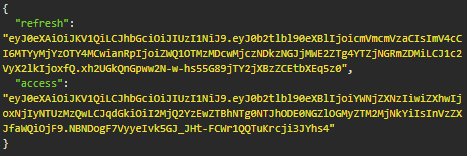 {
"refresh":
"eyJ0eXAiOiJKV1QiLCJhbGciOiJIUzI1NiJ9.eyJ0b2tlbl90eXBlIjoicmVmcmVzaCIsImV4cC
I6MTYyMjYzOTY4MCwianRpIjoiZWQ1OTMzMDcwMjczNDkzNGJjMWE2ZTg4YTZjNGRmZDMiLCJ1c2
VyX2lkIjoxfQ.xh2UGkQnGpww2N-w-hs55G89jTY2jXBzZCEtbXEq5z0",
"access":
"eyJ0eXAiOiJKV1QiLCJhbGciOiJIUzI1NiJ9.eyJ0b2tlbl90eXBlIjoiYWNjZXNzIiwiZXhwIj
oxNjIyNTUzMzQwLCJqdGkiOiI2MjQ2YzEwZTBhNTg0NTJhODE0NGZlOGMyZTM2MjNkYiIsInVzZX
JfaWQiOjF9.NBNDogF7VyyeIvk5GJ_JHt-FCWr1QQTuKrcji3JYhs4"
}